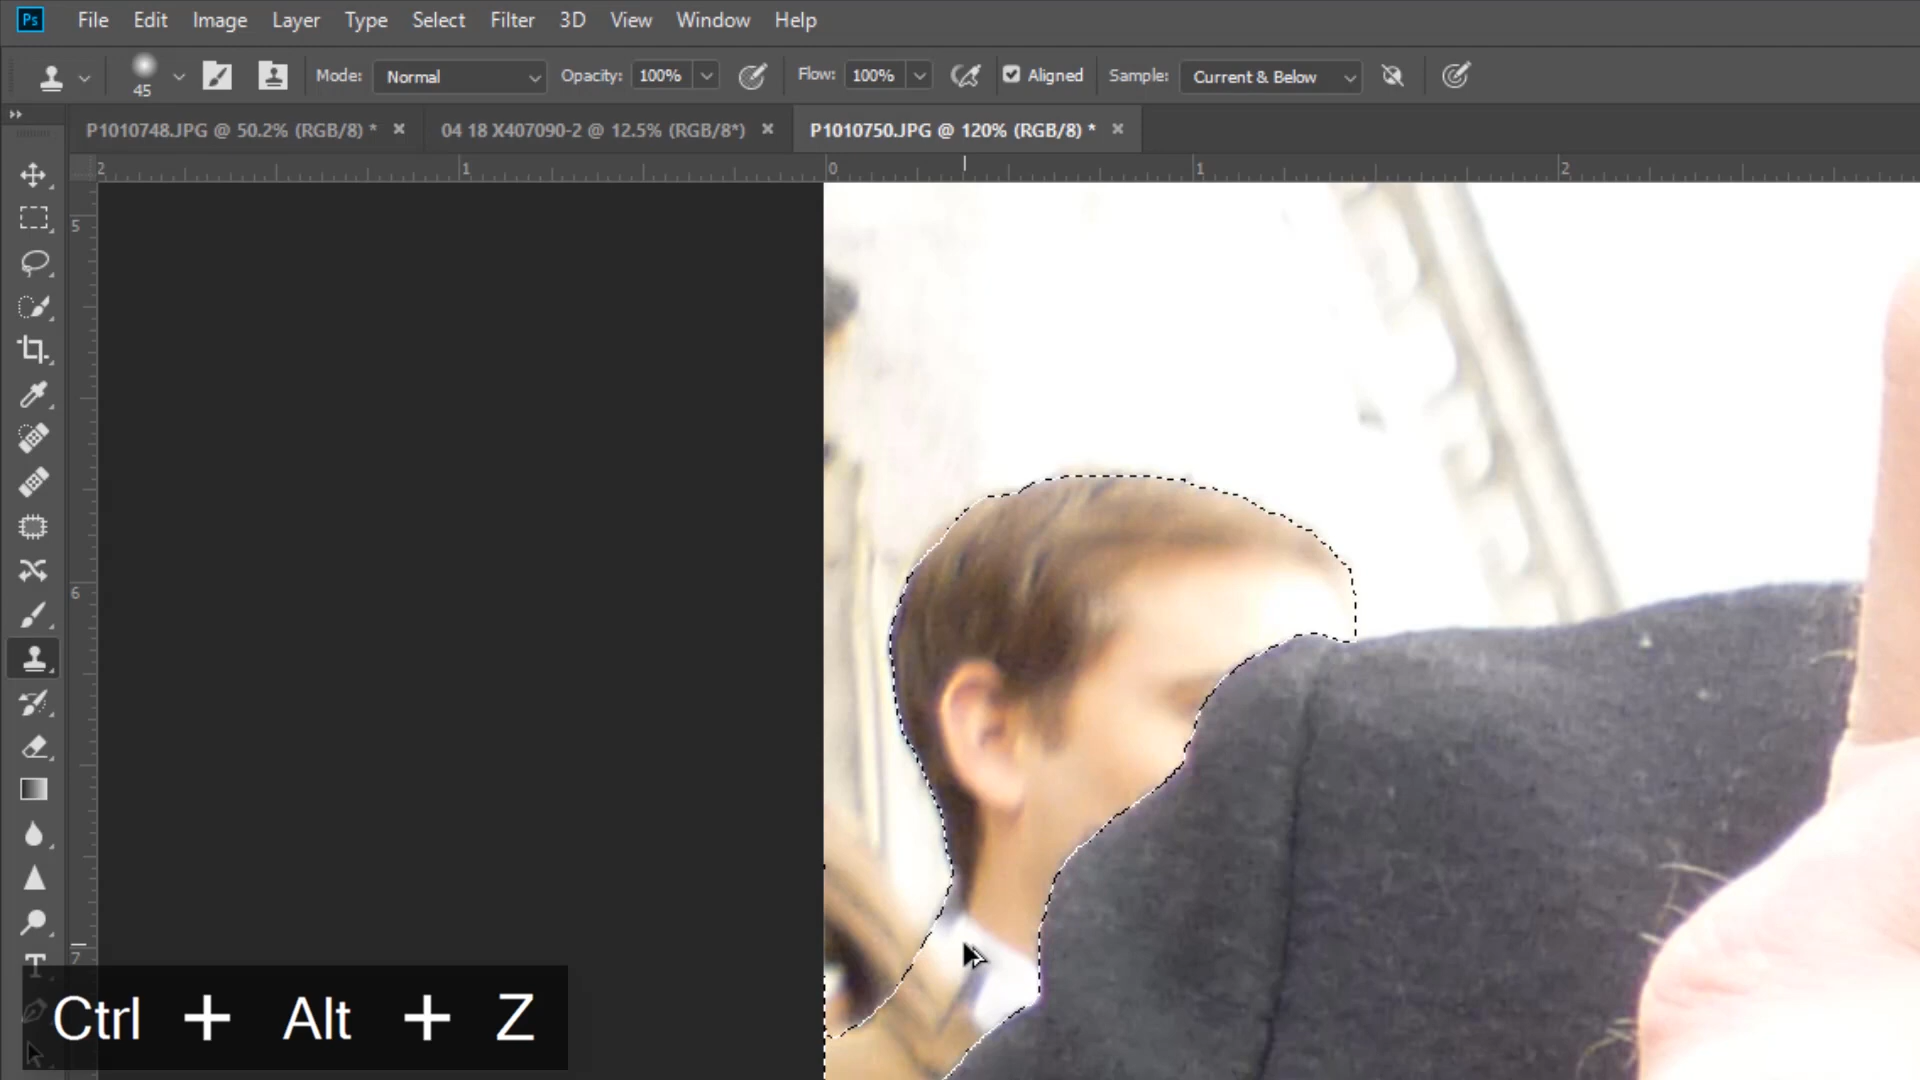 Ps File Edit Image Layer Type Select Filter 3D View Window Help
45 Mode: Normal Opacity: 100% Flow: 100% Aligned Sample: Current & Below
P1010748.JPG @ 50.2% (RGB/8) * × 04 18 X407090-2 @ 12.5% (RGB/8*) × P1010750.JPG @ 120% (RGB/8) * ×
2 1 0 1 2
5
6
7
T
Ctrl + Alt + Z